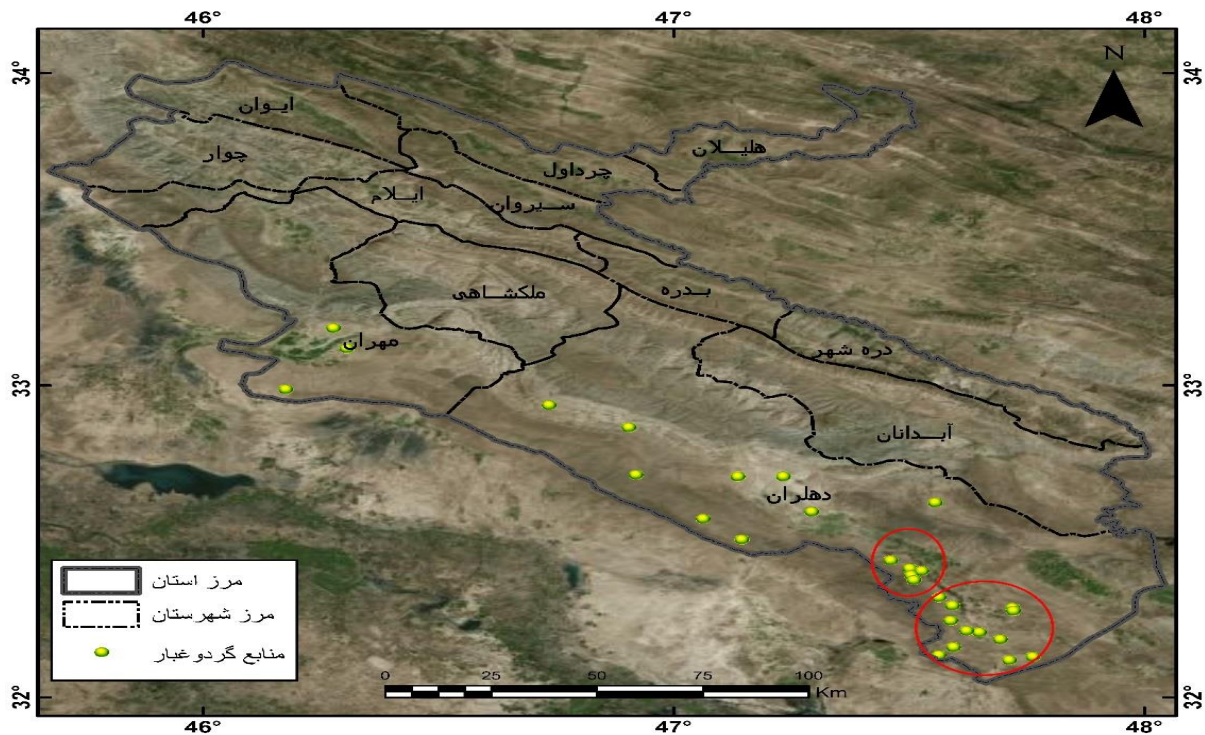 46° 47° 48°
N
34° 34°
ایوان
هلیلان
چوار
چرداول
ایلام
سیروان
ملکشاهی
بدره
مهران
دره شهر
33° 33°
آبدانان
دهلران
مرز استان
مرز شهرستان
منابع گردوغبار
0 25 50 75 100
Km
32° 32°
46° 47° 48°